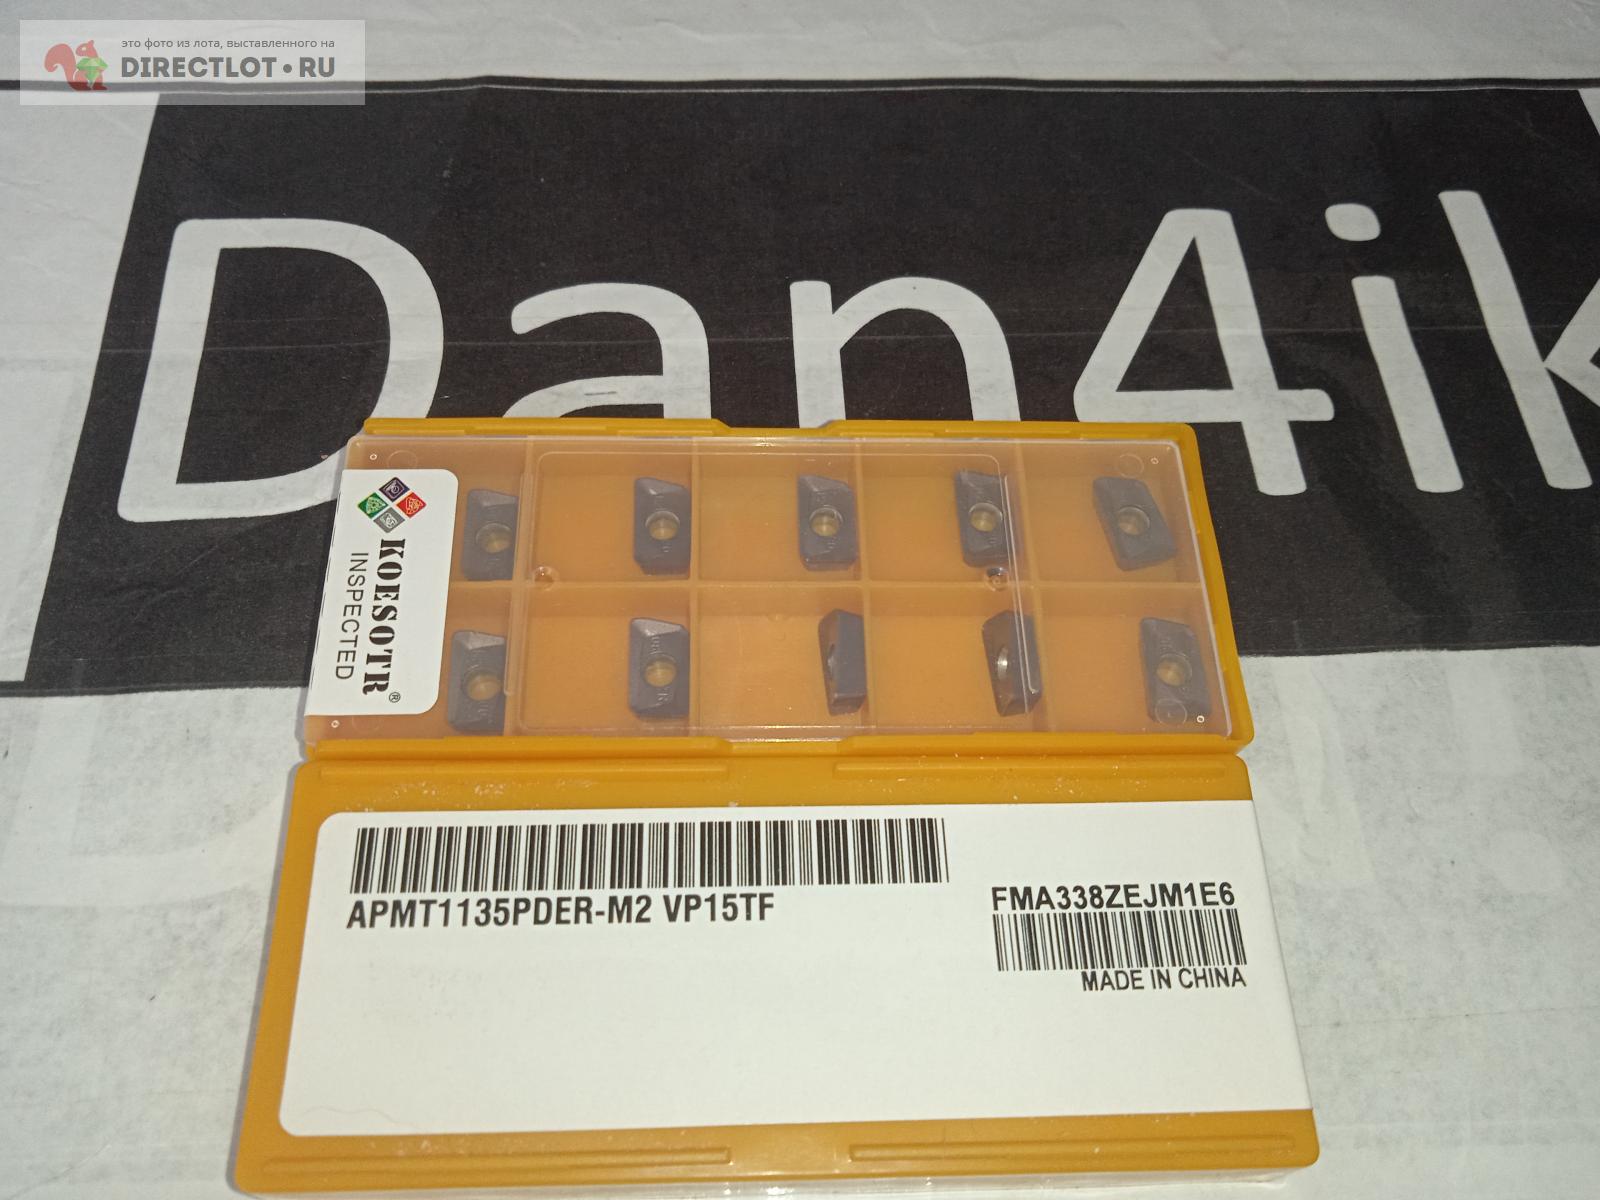 это фото из лота, выставленного на
DIRECTLOT•RU
Dan4ik
KOESOTR®
INSPECTED
APMT1135PDER-M2 VP15TF
FMA338ZEJM1E6
MADE IN CHINA